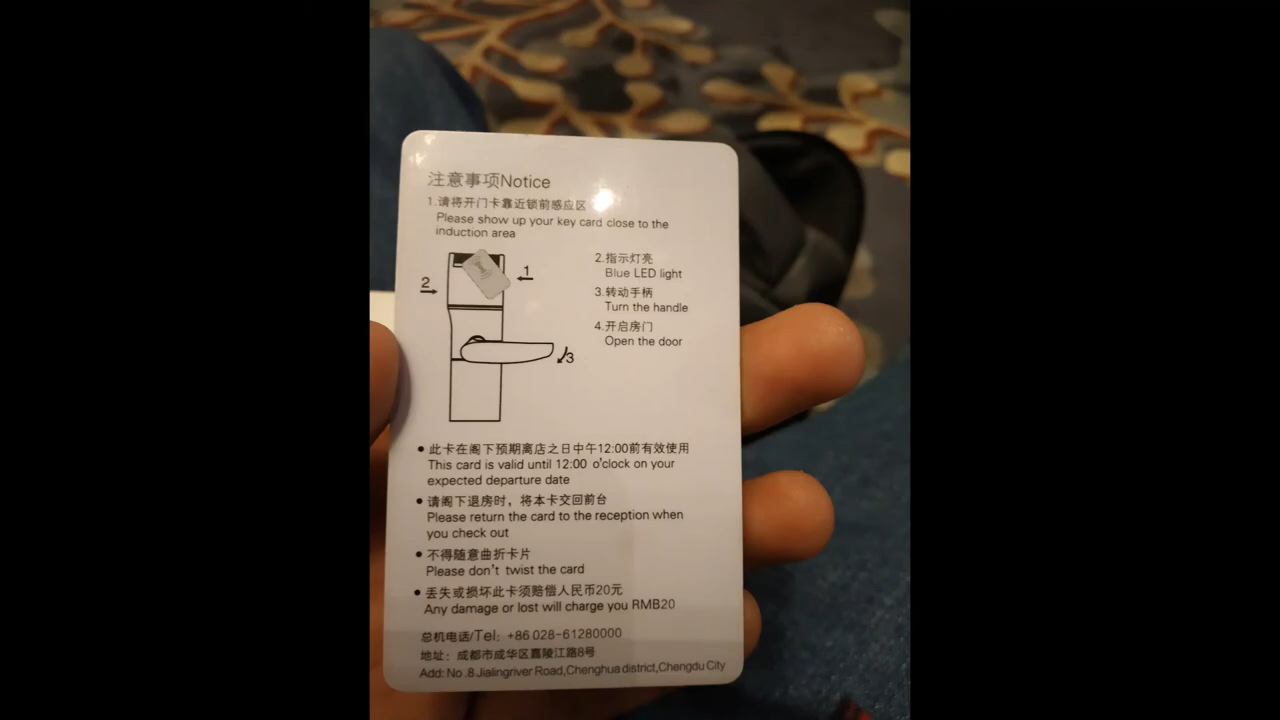 注意事项Notice
1.请将开门卡靠近锁前感应区
Please show up your key card close to the
induction area
1
2
3
2.指示灯亮
Blue LED light
3.转动手柄
Turn the handle
4.开启房门
Open the door
● 此卡在阁下预期离店之日中午12:00前有效使用
This card is valid until 12:00 o'clock on your
expected departure date
● 请阁下退房时，将本卡交回前台
Please return the card to the reception when
you check out
● 不得随意曲折卡片
Please don't twist the card
● 丢失或损坏此卡须赔偿人民币20元
Any damage or lost will charge you RMB20
总机电话/Tel: +86 028-61280000
地址：成都市成华区嘉陵江路8号
Add: No.8 Jialingriver Road,Chenghua district,Chengdu City